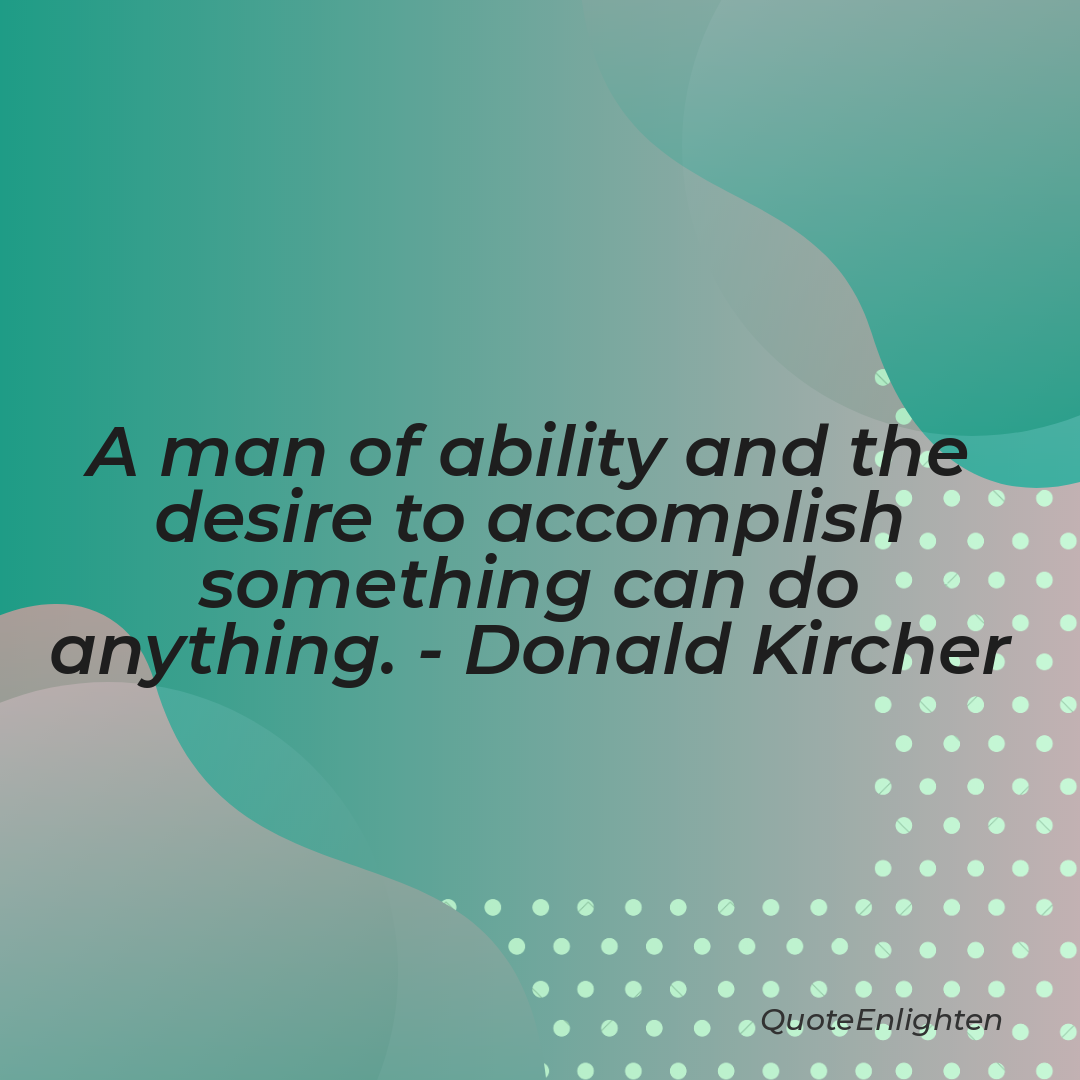 A man of ability and the
desire to accomplish
something can do
anything. - Donald Kircher
QuoteEnlighten